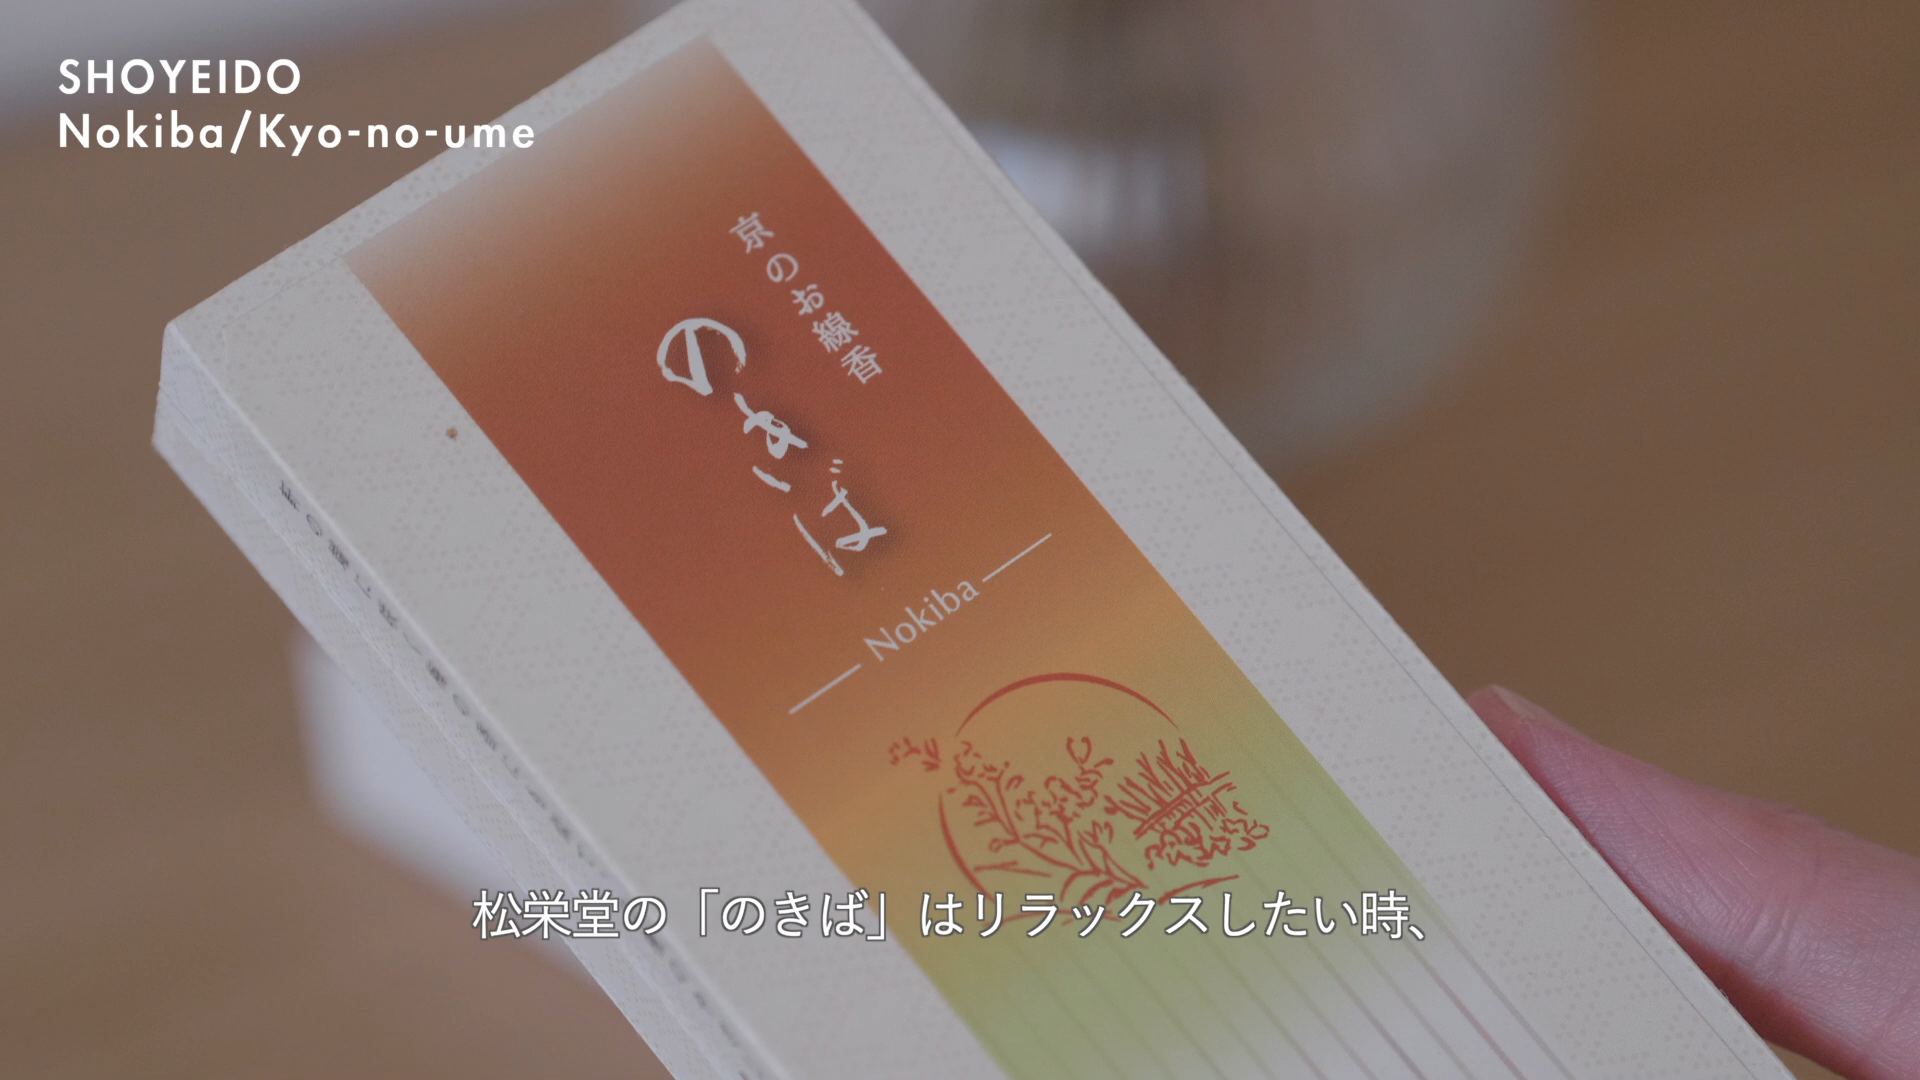 SHOYEIDO
Nokiba/Kyo-no-ume
京のお線香
のきば
Nokiba
松栄堂の「のきば」はリラックスしたい時、